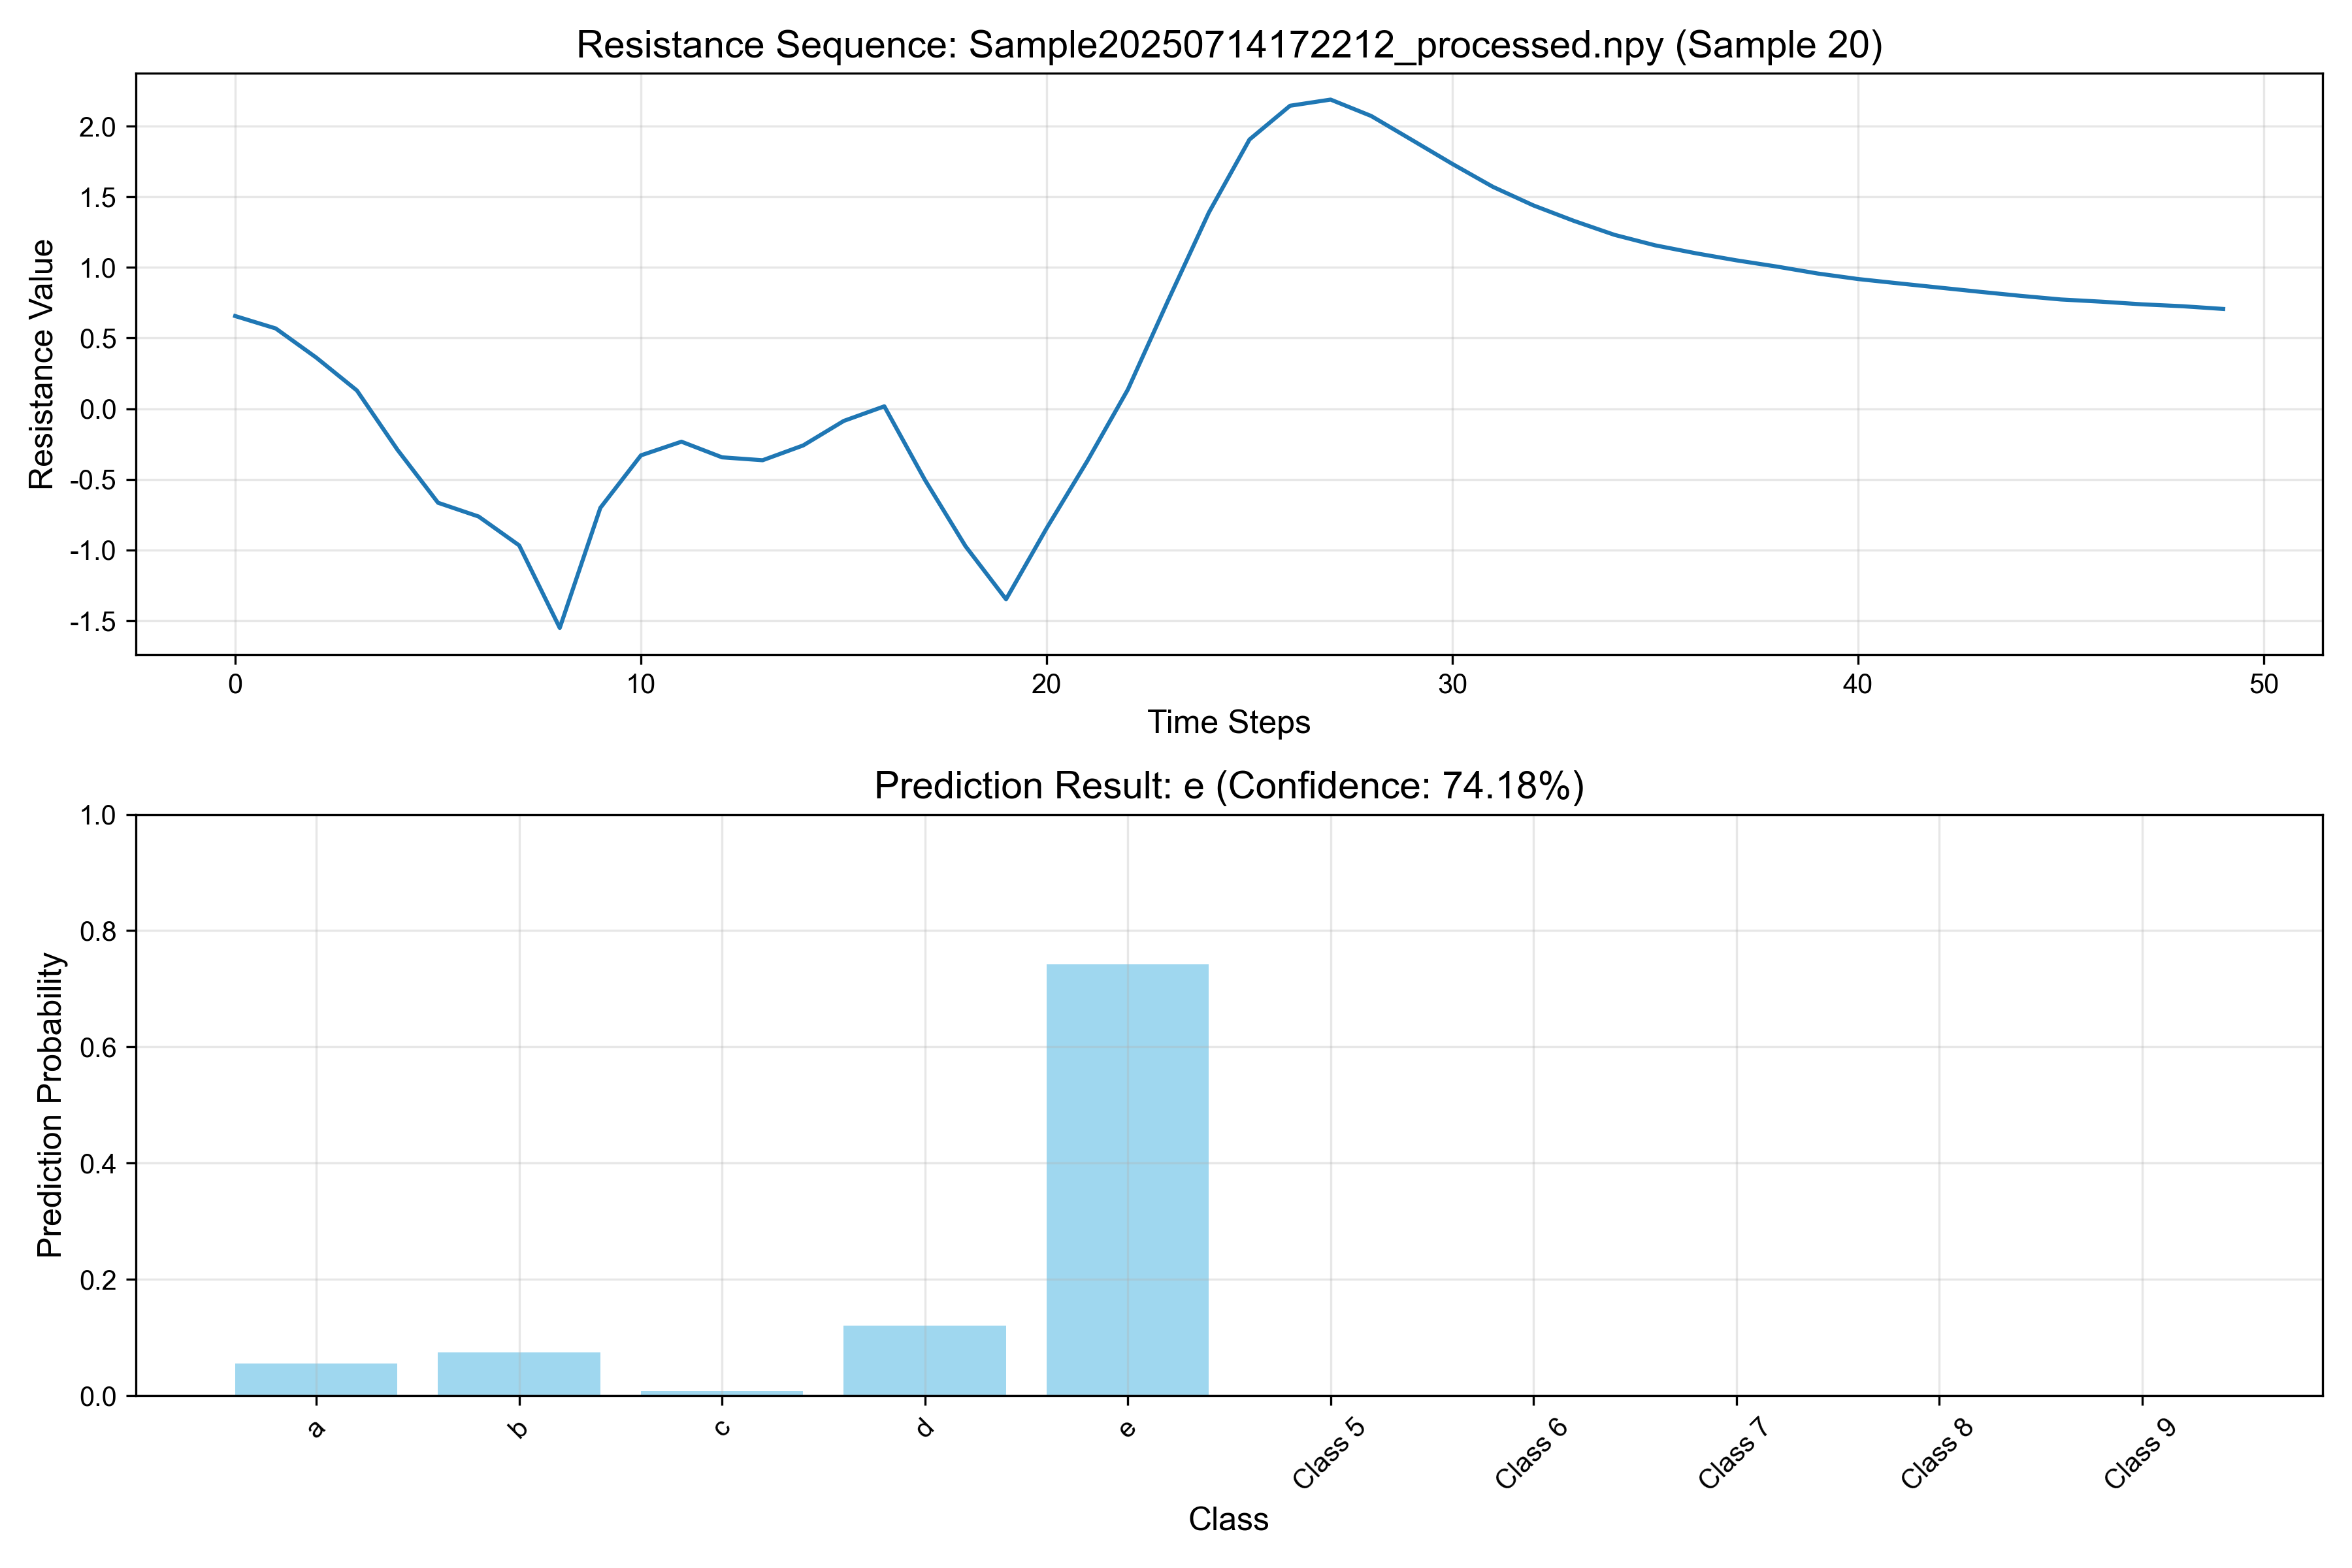 Resistance Sequence: Sample20250714172212_processed.npy (Sample 20)
Resistance Value
2.0
1.5
1.0
0.5
0.0
-0.5
-1.0
-1.5
0 10 20 30 40 50
Time Steps
Prediction Result: e (Confidence: 74.18%)
Prediction Probability
1.0
0.8
0.6
0.4
0.2
0.0
a b c d e Class 5 Class 6 Class 7 Class 8 Class 9
Class